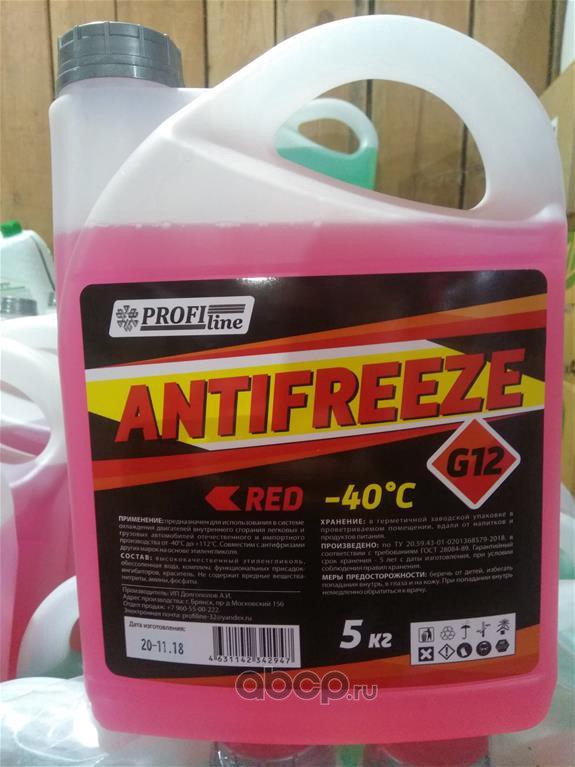 PROFI
line
ANTIFREEZE
G12
RED -40°C
ПРИМЕНЕНИЕ: предназначен для использования в системе
охлаждения двигателей внутреннего сгорания легковых и
грузовых автомобилей отечественного и импортного
производства от -40°С до +112°С. Совместим с антифризами
других марок на основе этиленгликоля.
СОСТАВ: высококачественный этиленгликоль,
обессоленная вода, комплекс функциональных присадок-
ингибаторов, краситель. Не содержит вредные вещества-
нитриты, амины, фосфаты.
ХРАНЕНИЕ: в герметичной заводской упаковке в
проветриваемом помещении, вдали от напитков и
продуктов питания.
ПРОИЗВЕДЕНО: по ТУ 20.59.43-01-0201368579-2018, в
соответствии с требованиями ГОСТ 28084-89. Гарантийный
срок хранения - 5 лет с даты изготовления, при условии
соблюдения правил хранения.
МЕРЫ ПРЕДОСТОРОЖНОСТИ: беречь от детей, избегать
попадания внутрь, в глаза и на кожу. При попадании внутрь
немедленно обратиться к врачу.
Производитель: ИП Долгополов А.И.
Адрес производства: г. Брянск, пр-д Московский 156
Отдел продаж: +7 960-55-00-222.
Электронная почта: profiline-32@yandex.ru
Дата изготовления:
20-11.18
4631142342947
5 кг
abcp.ru